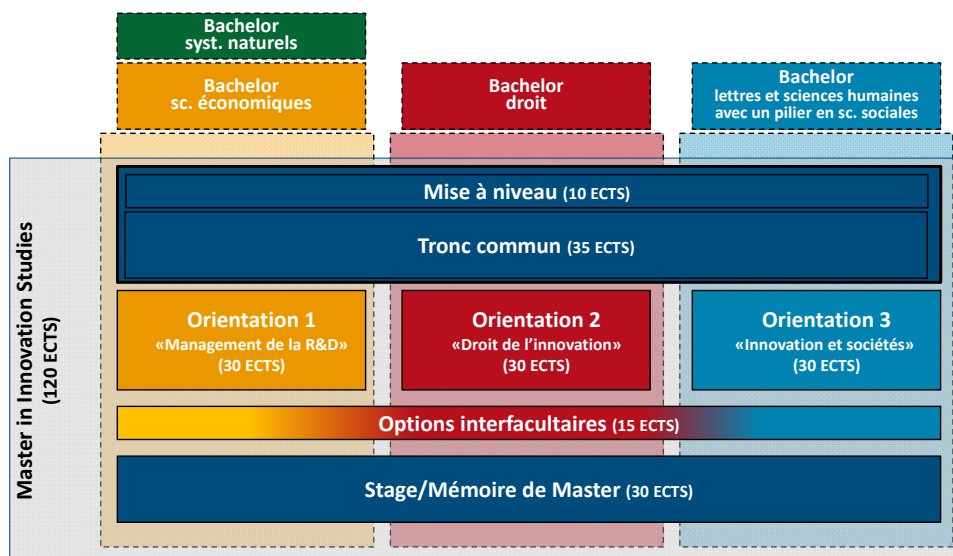 Bachelor
syst. naturels
Bachelor
sc. économiques
Bachelor
droit
Bachelor
lettres et sciences humaines
avec un pilier en sc. sociales
Master in Innovation Studies
(120 ECTS)
Mise à niveau (10 ECTS)
Tronc commun (35 ECTS)
Orientation 1
«Management de la R&D»
(30 ECTS)
Orientation 2
«Droit de l'innovation»
(30 ECTS)
Orientation 3
«Innovation et sociétés»
(30 ECTS)
Options interfacultaires (15 ECTS)
Stage/Mémoire de Master (30 ECTS)